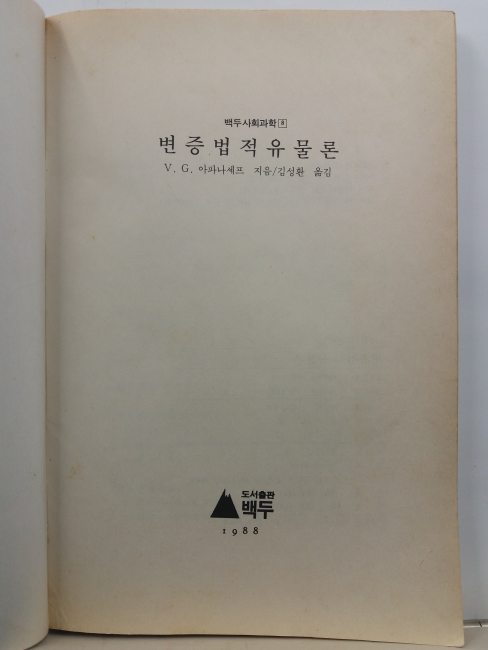 백두사회과학 8
변증법적유물론
V. G. 아파나셰프 지음/김성환 옮김
도서출판
백두
1988